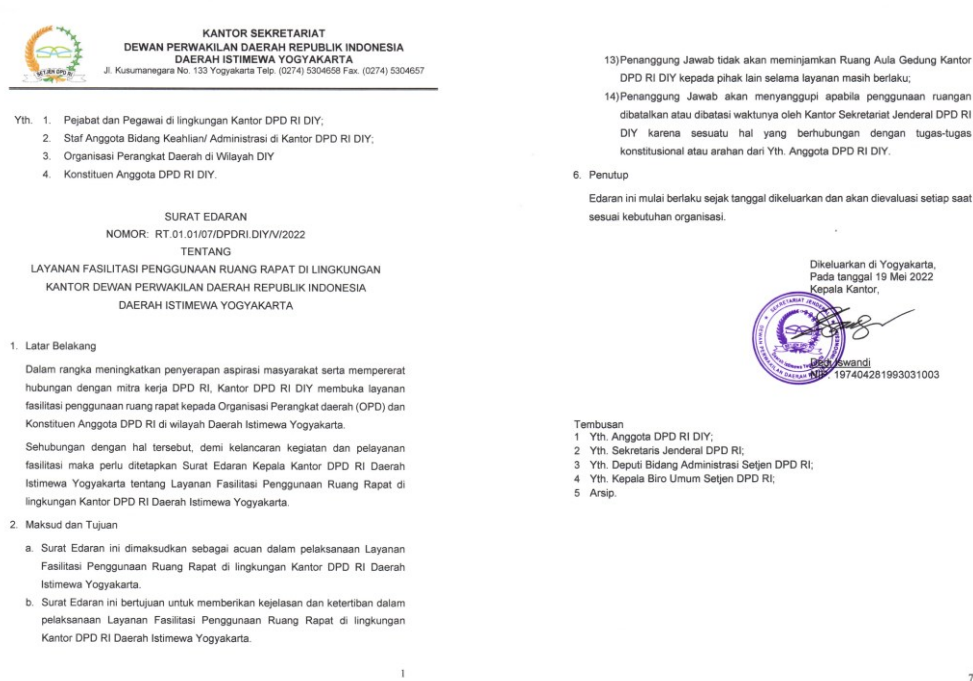 KANTOR SEKRETARIAT
DEWAN PERWAKILAN DAERAH REPUBLIK INDONESIA
DAERAH ISTIMEWA YOGYAKARTA
Jl. Kusumanegara No. 133 Yogyakarta Telp. (0274) 5304658 Fax. (0274) 5304657
SETJEN DPD RI
Yth. 1. Pejabat dan Pegawai di lingkungan Kantor DPD RI DIY;
2. Staf Anggota Bidang Keahlian/ Administrasi di Kantor DPD RI DIY;
3. Organisasi Perangkat Daerah di Wilayah DIY
4. Konstituen Anggota DPD RI DIY.
SURAT EDARAN
NOMOR: RT.01.01/07/DPDRI.DIY/V/2022
TENTANG
LAYANAN FASILITASI PENGGUNAAN RUANG RAPAT DI LINGKUNGAN
KANTOR DEWAN PERWAKILAN DAERAH REPUBLIK INDONESIA
DAERAH ISTIMEWA YOGYAKARTA
1. Latar Belakang
Dalam rangka meningkatkan penyerapan aspirasi masyarakat serta mempererat
hubungan dengan mitra kerja DPD RI, Kantor DPD RI DIY membuka layanan
fasilitasi penggunaan ruang rapat kepada Organisasi Perangkat daerah (OPD) dan
Konstituen Anggota DPD RI di wilayah Daerah Istimewa Yogyakarta.
Sehubungan dengan hal tersebut, demi kelancaran kegiatan dan pelayanan
fasilitasi maka perlu ditetapkan Surat Edaran Kepala Kantor DPD RI Daerah
Istimewa Yogyakarta tentang Layanan Fasilitasi Penggunaan Ruang Rapat di
lingkungan Kantor DPD RI Daerah Istimewa Yogyakarta.
2. Maksud dan Tujuan
a. Surat Edaran ini dimaksudkan sebagai acuan dalam pelaksanaan Layanan
Fasilitasi Penggunaan Ruang Rapat di lingkungan Kantor DPD RI Daerah
Istimewa Yogyakarta.
b. Surat Edaran ini bertujuan untuk memberikan kejelasan dan ketertiban dalam
pelaksanaan Layanan Fasilitasi Penggunaan Ruang Rapat di lingkungan
Kantor DPD RI Daerah Istimewa Yogyakarta.
1
13)Penanggung Jawab tidak akan meminjamkan Ruang Aula Gedung Kantor
DPD RI DIY kepada pihak lain selama layanan masih berlaku;
14)Penanggung Jawab akan menyanggupi apabila penggunaan ruangan
dibatalkan atau dibatasi waktunya oleh Kantor Sekretariat Jenderal DPD RI
DIY karena sesuatu hal yang berhubungan dengan tugas-tugas
konstitusional atau arahan dari Yth. Anggota DPD RI DIY.
6. Penutup
Edaran ini mulai berlaku sejak tanggal dikeluarkan dan akan dievaluasi setiap saat
sesuai kebutuhan organisasi.
Dikeluarkan di Yogyakarta,
Pada tanggal 19 Mei 2022
Kepala Kantor,
Iswandi
NIP. 197404281993031003
Tembusan
1 Yth. Anggota DPD RI DIY;
2 Yth. Sekretaris Jenderal DPD RI;
3 Yth. Deputi Bidang Administrasi Setjen DPD RI;
4 Yth. Kepala Biro Umum Setjen DPD RI;
5 Arsip.
7